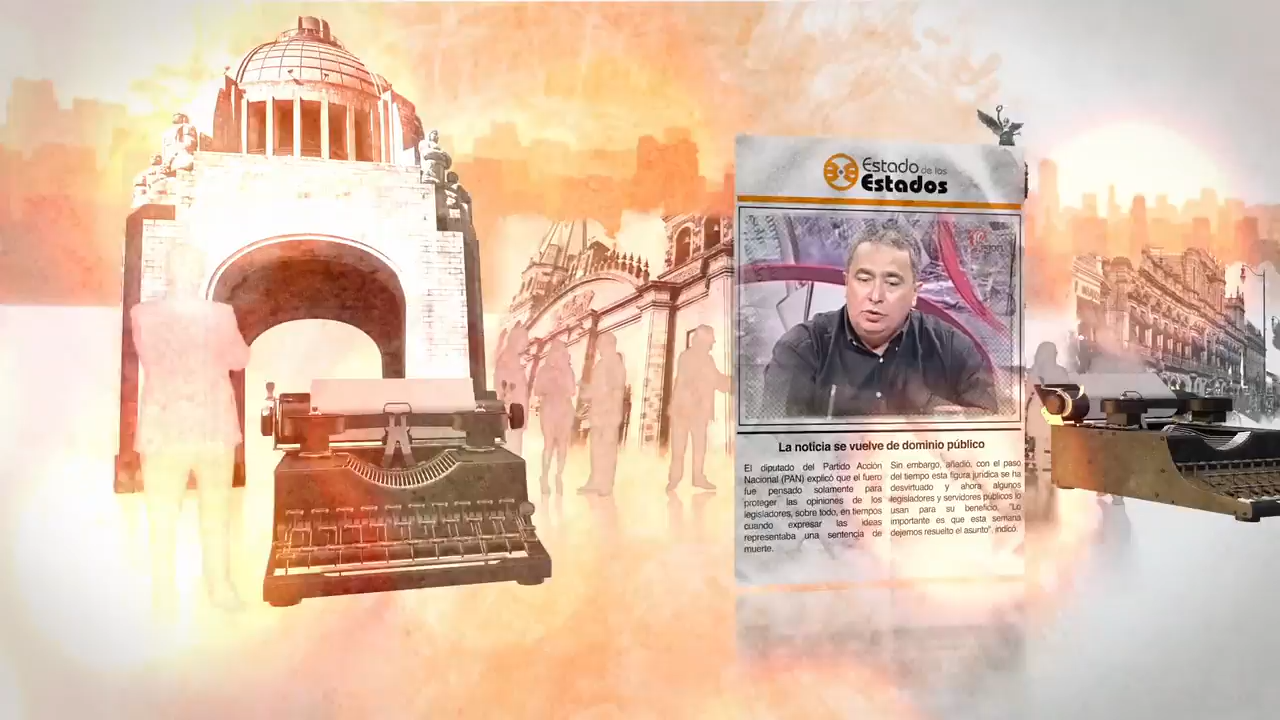 Estado de los
Estados
La noticia se vuelve de dominio público
El diputado del Partido Acción
Nacional (PAN) explicó que el fuero
fue pensado solamente para
proteger las opiniones de los
legisladores, sobre todo, en tiempos
cuando expresar las ideas
representaba una sentencia de
muerte.
Sin embargo, añadió, con el paso
del tiempo esta figura jurídica se ha
desvirtuado y ahora algunos
legisladores y servidores públicos lo
usan para su beneficio. "Lo
importante es que esta semana
dejemos resuelto el asunto", indicó.